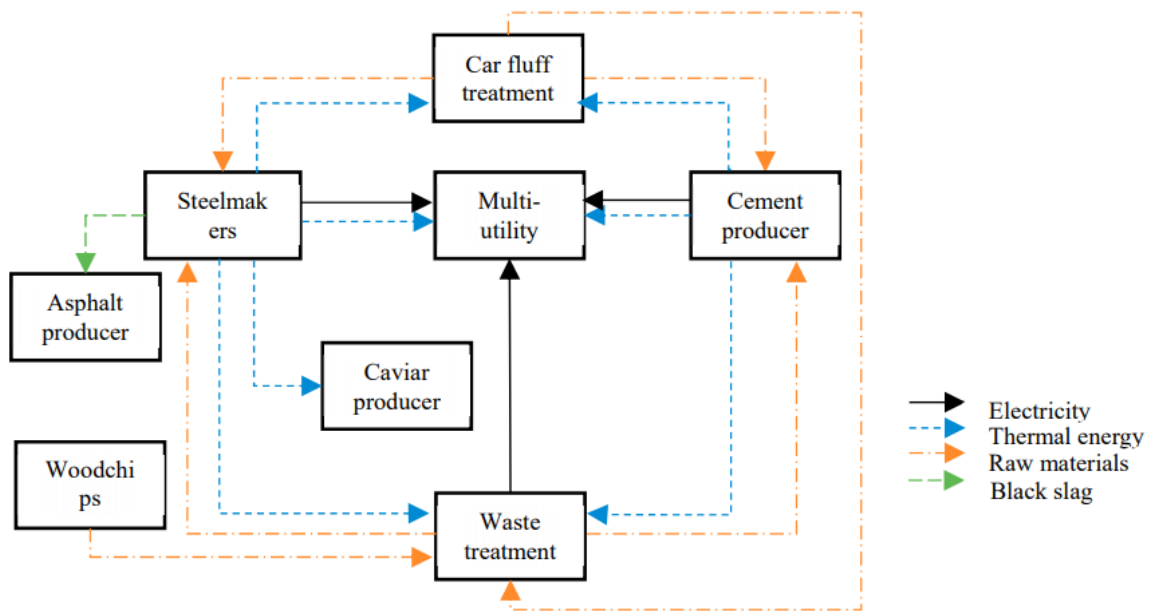 Car fluff
treatment
Steelmak
ers
Multi-
utility
Cement
producer
Asphalt
producer
Caviar
producer
Woodchi
ps
Waste
treatment
Electricity
Thermal energy
Raw materials
Black slag